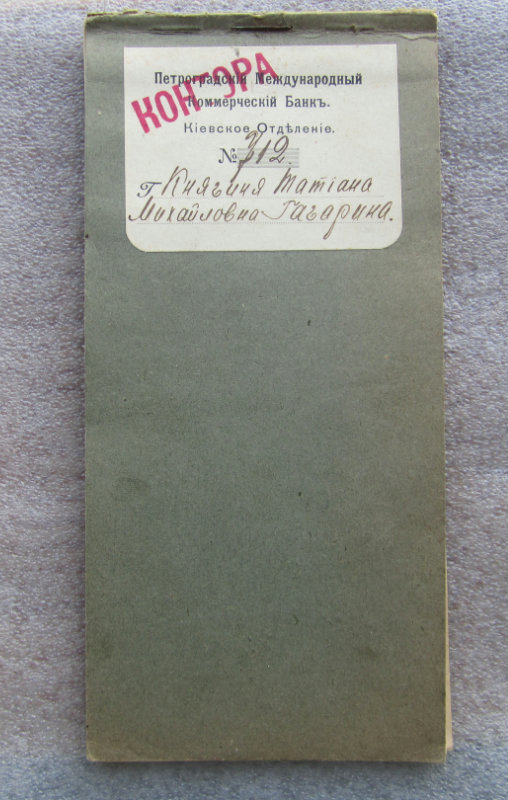 КОНТОРА
Петроградскій Международный
Коммерческій Банкъ.
Кіевское Отдѣленіе.
№ 312.
Г. Княгиня Татіана
Михайловна Гагарина.